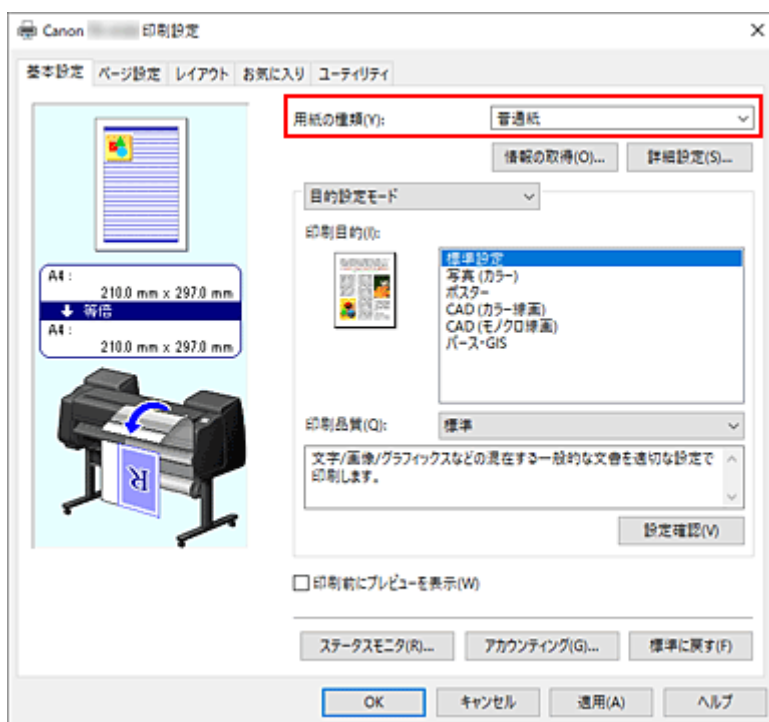 Canon 印刷設定
基本設定 ページ設定 レイアウト お気に入り ユーティリティ
用紙の種類(Y): 普通紙
情報の取得(O)... 詳細設定(S)...
目的設定モード
印刷目的(I):
標準設定
写真 (カラー)
ポスター
CAD (カラー線画)
CAD (モノクロ線画)
パース・GIS
A4 :
210.0 mm x 297.0 mm
等倍
A4 :
210.0 mm x 297.0 mm
R
印刷品質(Q): 標準
文字/画像/グラフィックスなどの混在する一般的な文書を適切な設定で
印刷します。
設定確認(V)
印刷前にプレビューを表示(W)
ステータスモニタ(R)... アカウンティング(G)... 標準に戻す(F)
OK キャンセル 適用(A) ヘルプ